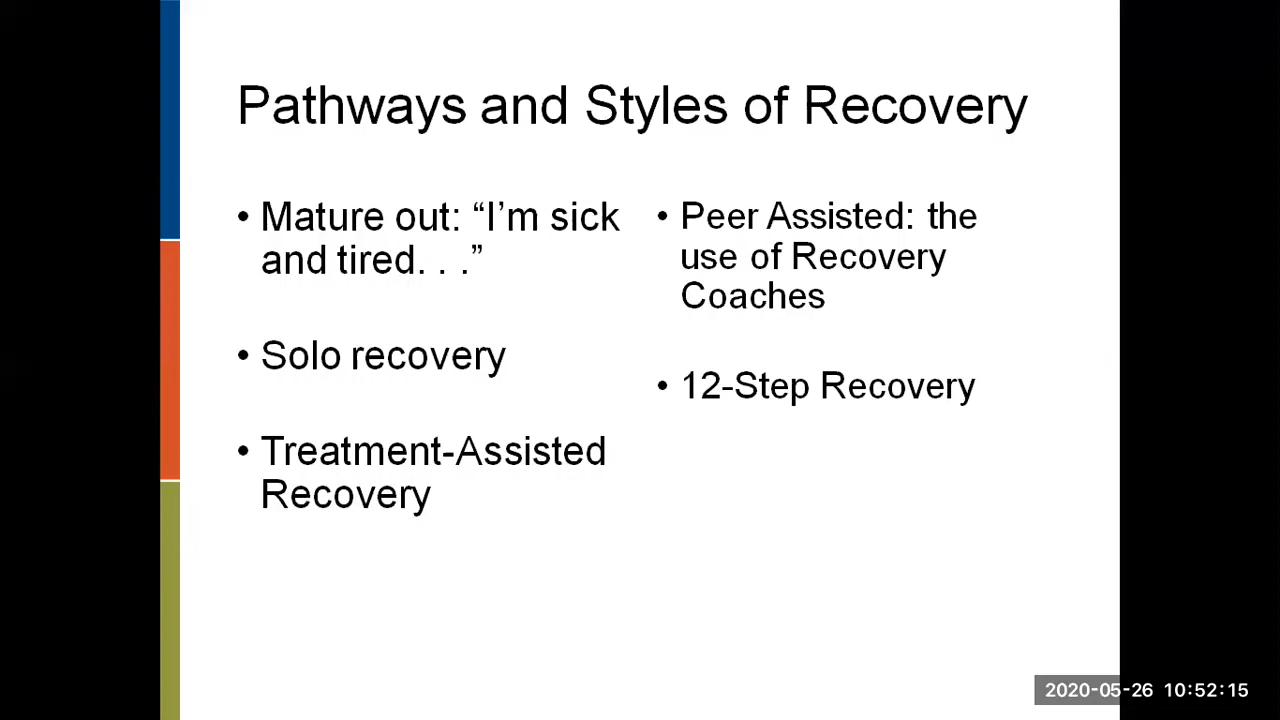 Pathways and Styles of Recovery
• Mature out: “I’m sick
and tired. . .”
• Solo recovery
• Treatment-Assisted
Recovery
• Peer Assisted: the
use of Recovery
Coaches
• 12-Step Recovery
2020-05-26 10:52:15